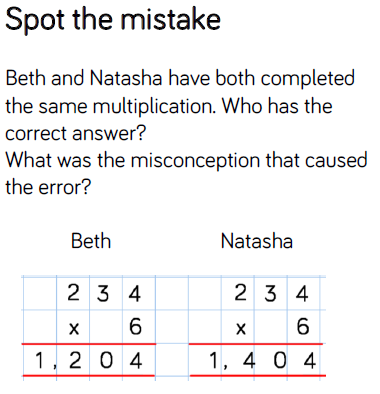 Spot the mistake
Beth and Natasha have both completed
the same multiplication. Who has the
correct answer?
What was the misconception that caused
the error?
Beth Natasha
2 3 4 2 3 4
x 6 x 6
1, 2 0 4 1, 4 0 4